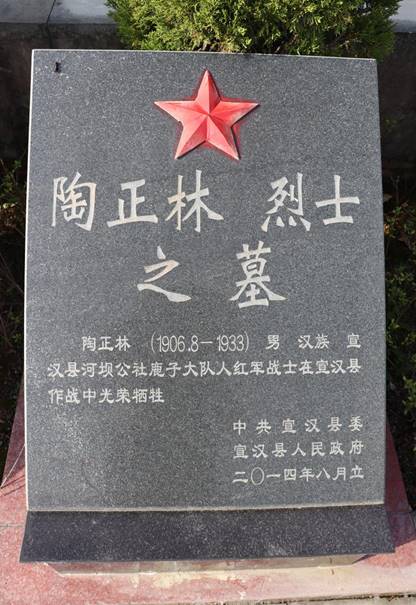 陶正林 烈士
之墓
陶正林 (1906.8—1933) 男 汉族 宣
汉县河坝公社鹿子大队人红军战士在宣汉县
作战中光荣牺牲
中共宣汉县委
宣汉县人民政府
二〇一四年八月立